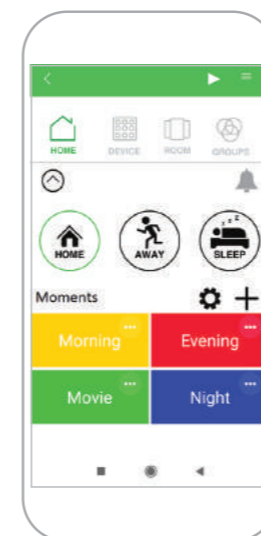 HOME DEVICE ROOM GROUPS
HOME AWAY z z z SLEEP
Moments
Morning Evening
Movie Night